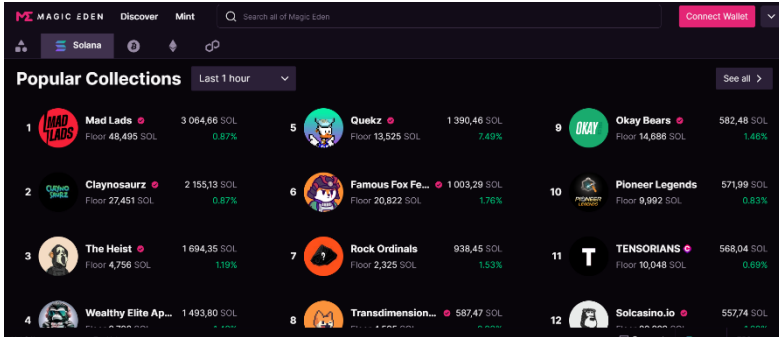 MAGIC EDEN Discover Mint Search all of Magic Eden Connect Wallet
Solana
Popular Collections Last 1 hour See all
1 MAD LADS Mad Lads 3 064,66 SOL
Floor 48,495 SOL 0.87%
2 CLAYNO SAURZ Claynosaurz 2 155,13 SOL
Floor 27,451 SOL 0.87%
3 The Heist 1 694,35 SOL
Floor 4,756 SOL 1.19%
4 Wealthy Elite Ap... 1 493,80 SOL
5 Quekz 1 390,46 SOL
Floor 13,525 SOL 7.49%
6 Famous Fox Fe... 1 003,29 SOL
Floor 20,822 SOL 1.76%
7 Rock Ordinals 938,45 SOL
Floor 2,325 SOL 1.53%
8 Transdimension... 587,47 SOL
9 OKAY Okay Bears 582,48 SOL
Floor 14,686 SOL 1.46%
10 PIONEER LEGENDS Pioneer Legends 571,99 SOL
Floor 9,992 SOL 0.83%
11 T TENSORIANS 568,04 SOL
Floor 10,048 SOL 0.69%
12 Solcasino.io 557,74 SOL